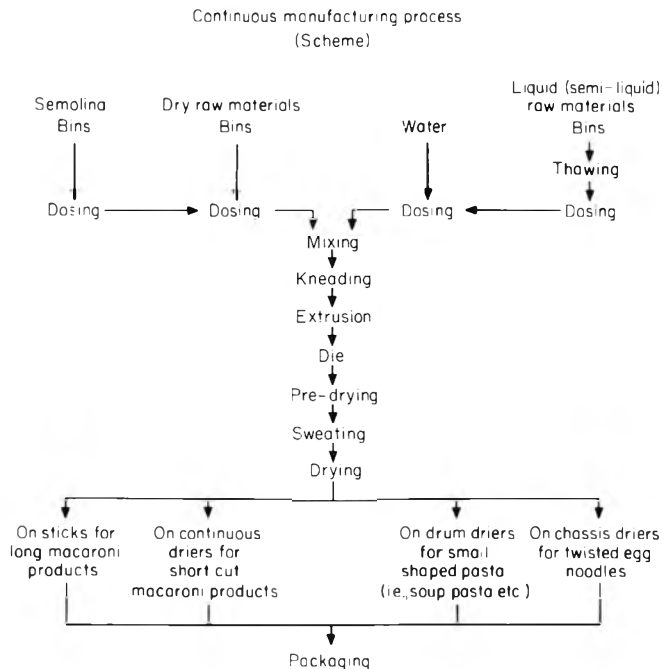 Continuous manufacturing process
(Scheme)
Semolina
Bins
Dry raw materials
Bins
Water
Liquid (semi-liquid)
raw materials
Bins
Thawing
Dosing
Dosing
Dosing
Dosing
Mixing
Kneading
Extrusion
Die
Pre-drying
Sweating
Drying
On sticks for
long macaroni
products
On continuous
driers for
short cut
macaroni products
On drum driers
for small
shaped pasta
(ie., soup pasta etc)
On chassis driers
for twisted egg
noodles
Packaging